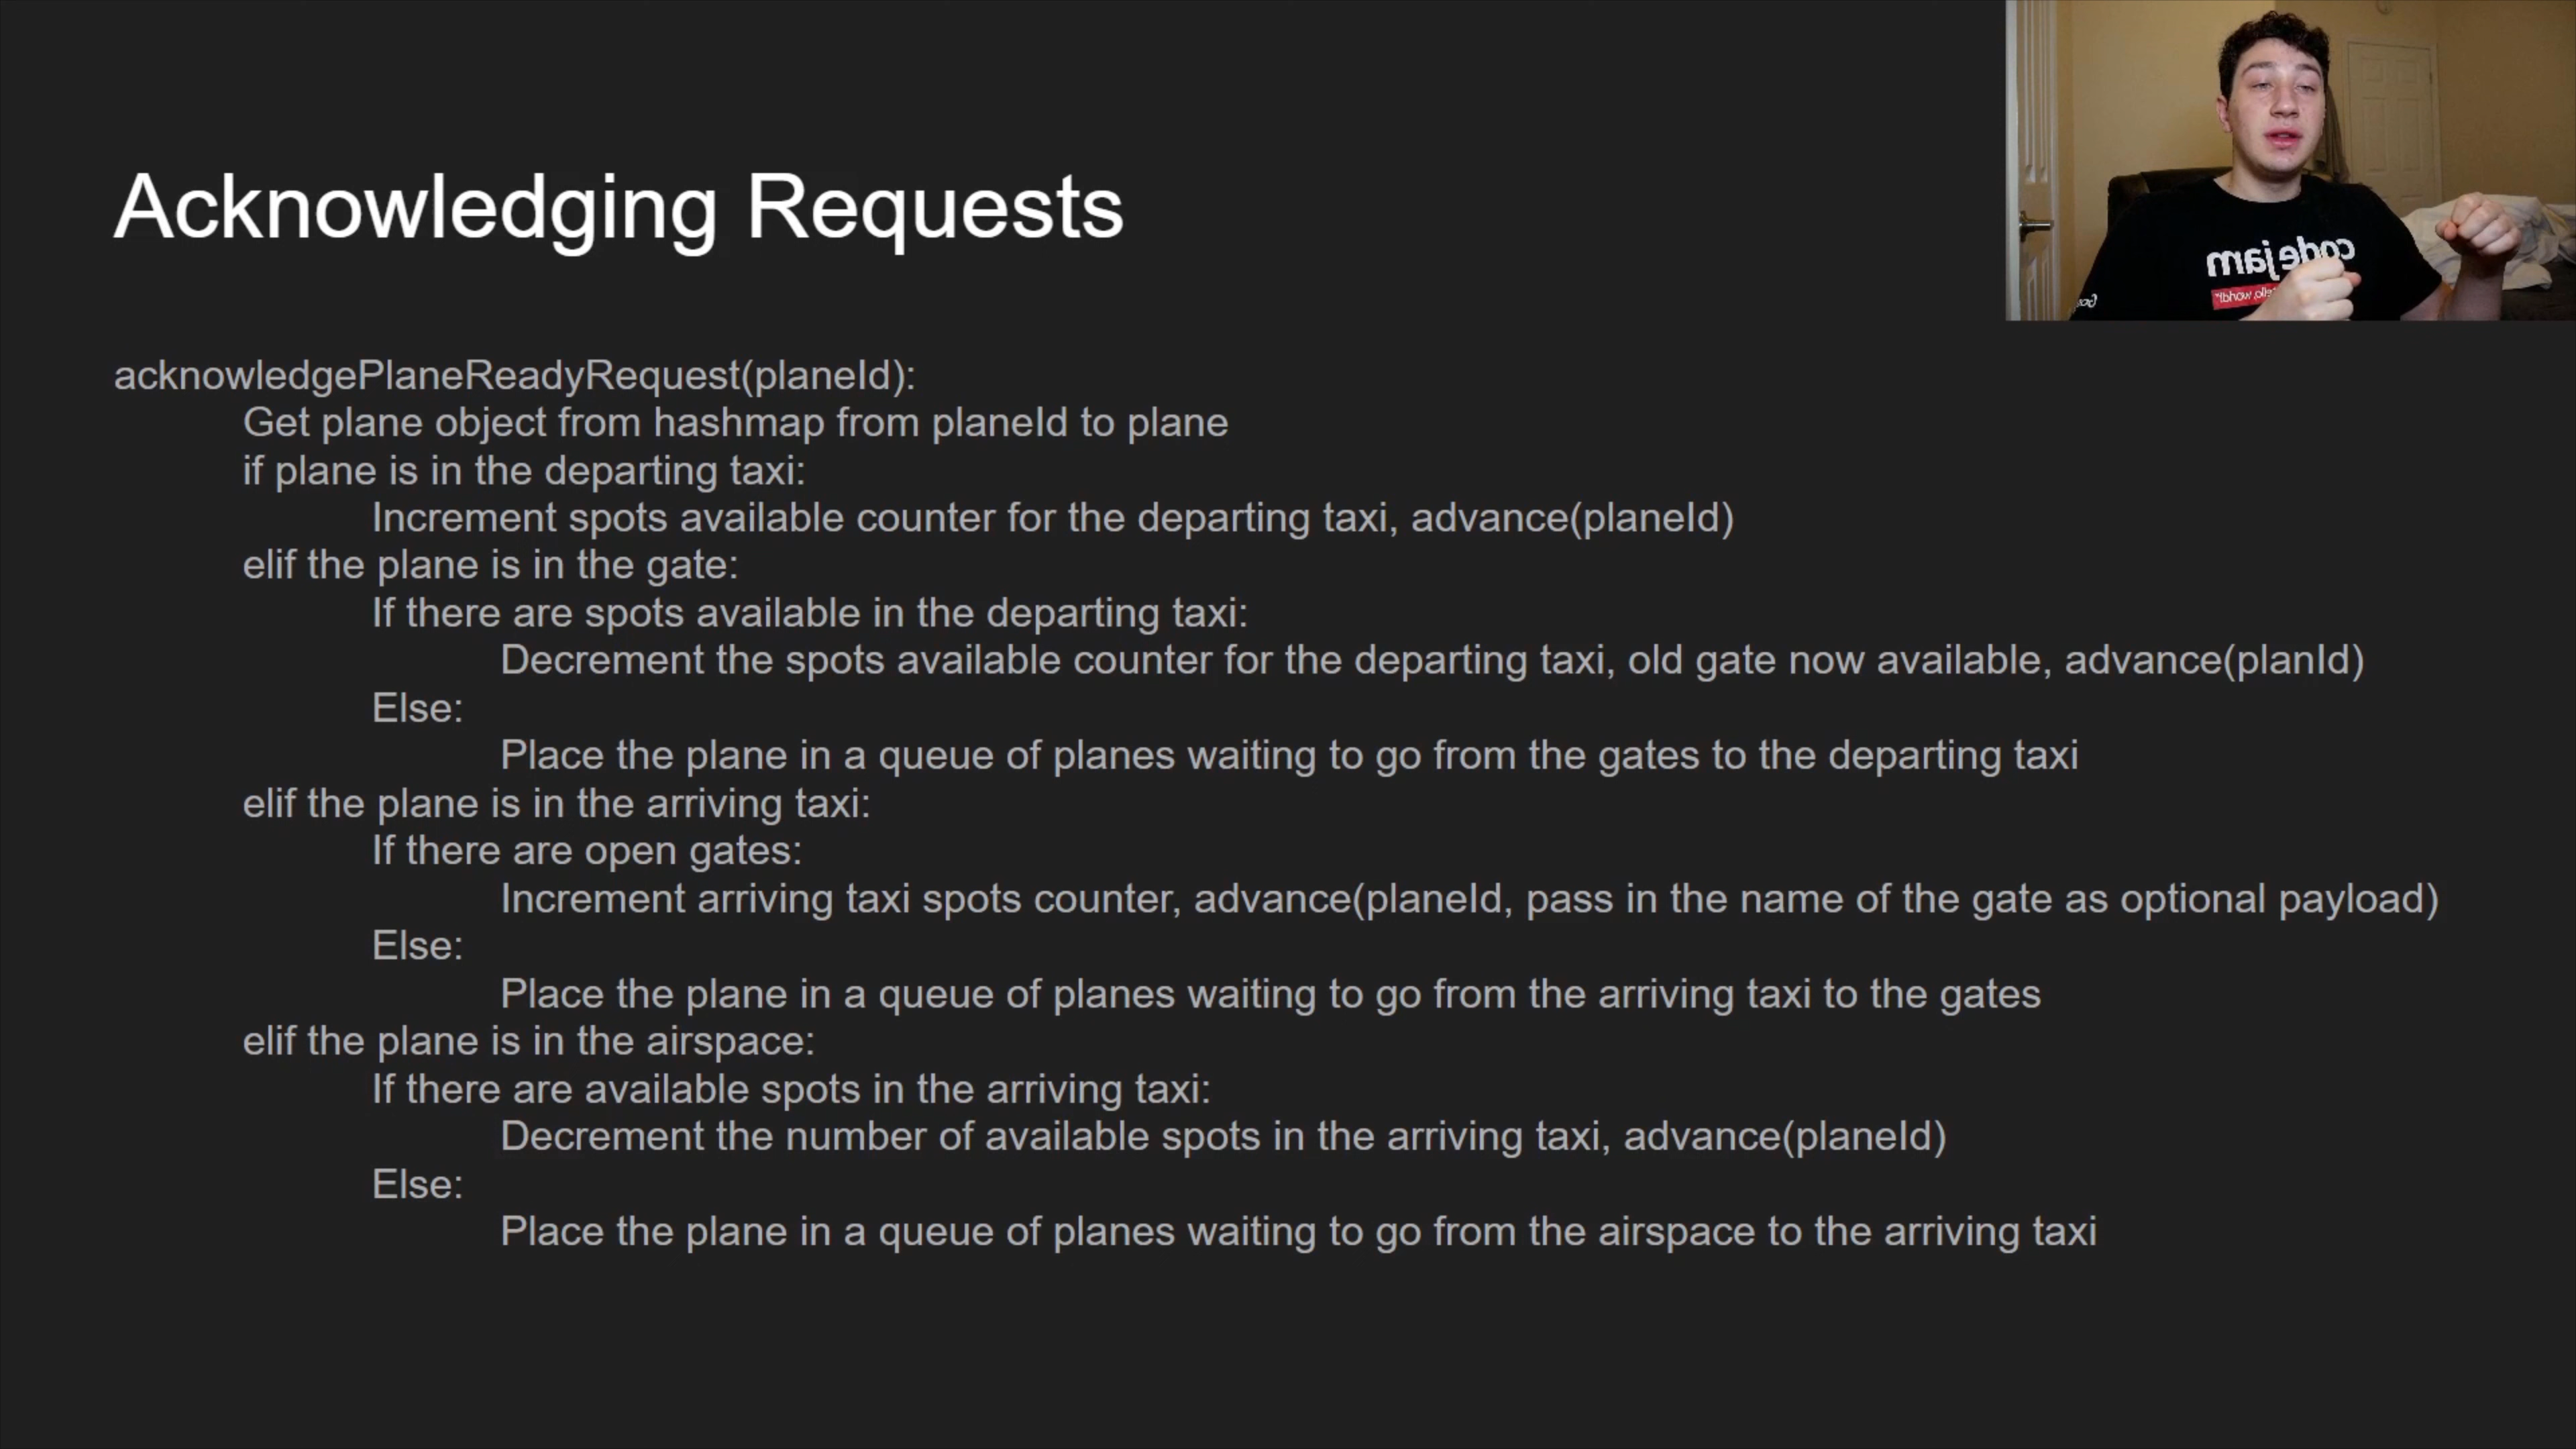 Acknowledging Requests
code jam
acknowledgePlaneReadyRequest(planeId):
Get plane object from hashmap from planeId to plane
if plane is in the departing taxi:
Increment spots available counter for the departing taxi, advance(planeId)
elif the plane is in the gate:
If there are spots available in the departing taxi:
Decrement the spots available counter for the departing taxi, old gate now available, advance(planId)
Else:
Place the plane in a queue of planes waiting to go from the gates to the departing taxi
elif the plane is in the arriving taxi:
If there are open gates:
Increment arriving taxi spots counter, advance(planeId, pass in the name of the gate as optional payload)
Else:
Place the plane in a queue of planes waiting to go from the arriving taxi to the gates
elif the plane is in the airspace:
If there are available spots in the arriving taxi:
Decrement the number of available spots in the arriving taxi, advance(planeId)
Else:
Place the plane in a queue of planes waiting to go from the airspace to the arriving taxi